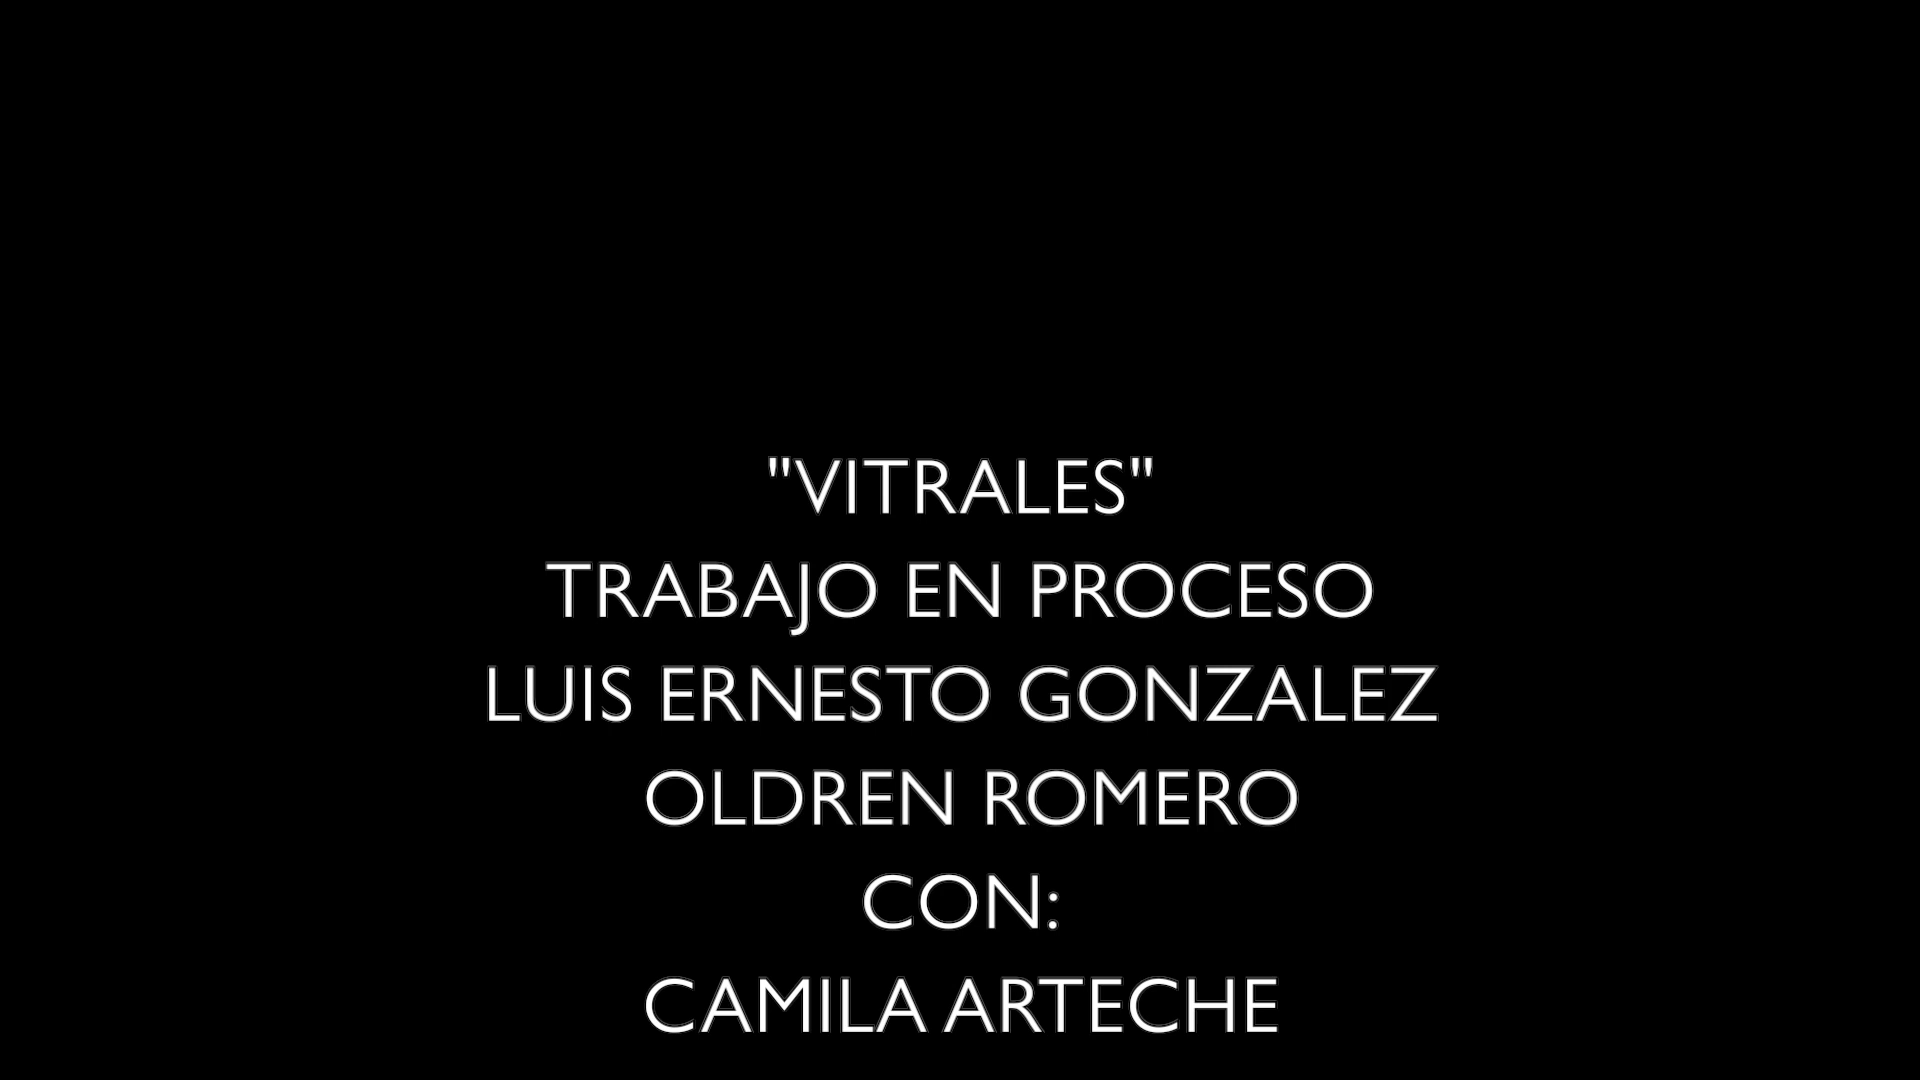 "VITRALES"
TRABAJO EN PROCESO
LUIS ERNESTO GONZALEZ
OLDREN ROMERO
CON:
CAMILA ARTECHE